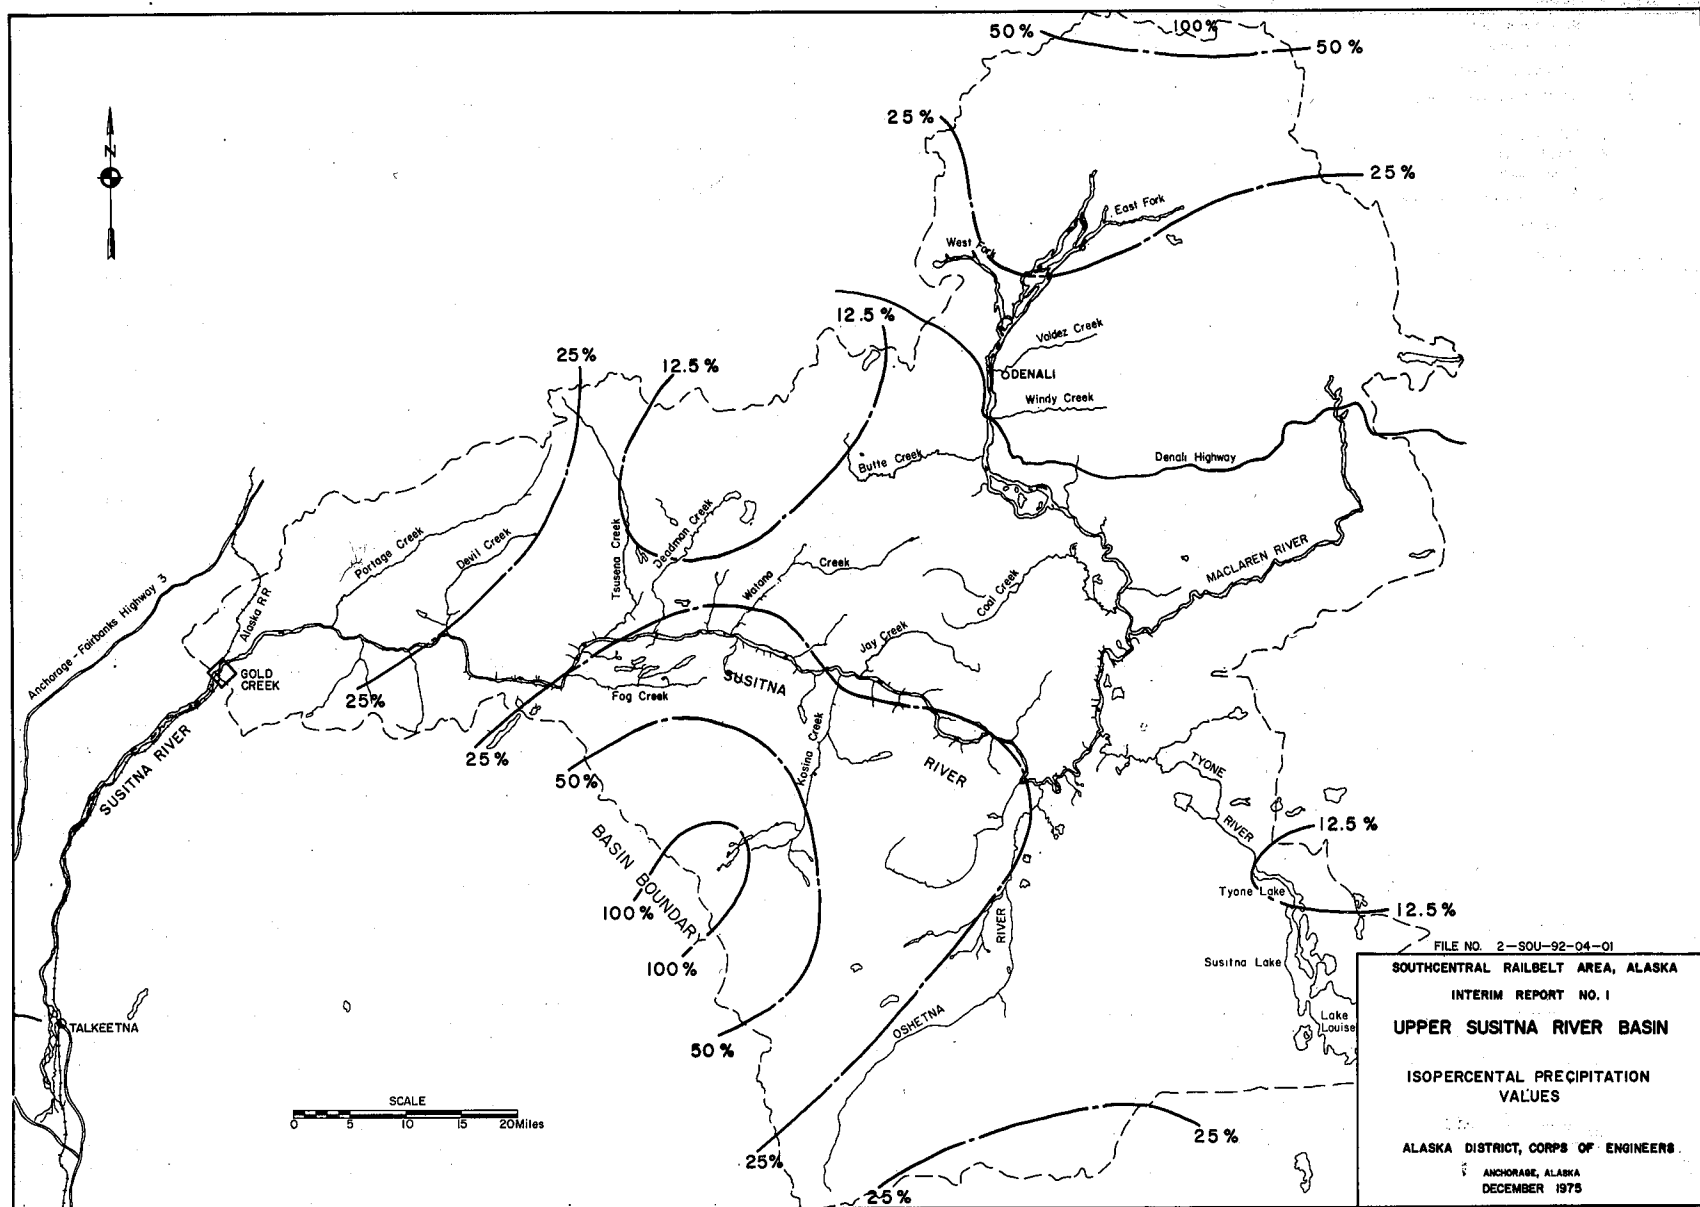 50%
100%
50%
25%
N
25%
East Fork
West Fork
12.5%
Valdez Creek
25%
12.5%
DENALI
Windy Creek
Butte Creek
Denali Highway
Portage Creek
Devil Creek
Tsusena Creek
Deadman Creek
Watana
Creek
Coal Creek
MACLAREN RIVER
Anchorage - Fairbanks Highway 3
Alaska RR
Jay Creek
GOLD
CREEK
25%
Fog Creek
SUSITNA
RIVER
25%
50%
Kosina Creek
TYONE
RIVER
SUSITNA RIVER
12.5%
BASIN BOUNDARY
Tyone Lake
100%
12.5%
100%
RIVER
OSHETNA
Susitna Lake
Lake
Louise
TALKEETNA
50%
SCALE
0 5 10 15 20Miles
25%
25%
25%
FILE NO. 2-SOU-92-04-01
SOUTHCENTRAL RAILBELT AREA, ALASKA
INTERIM REPORT NO. 1
UPPER SUSITNA RIVER BASIN
ISOPERCENTAL PRECIPITATION
VALUES
ALASKA DISTRICT, CORPS OF ENGINEERS
ANCHORAGE, ALASKA
DECEMBER 1975